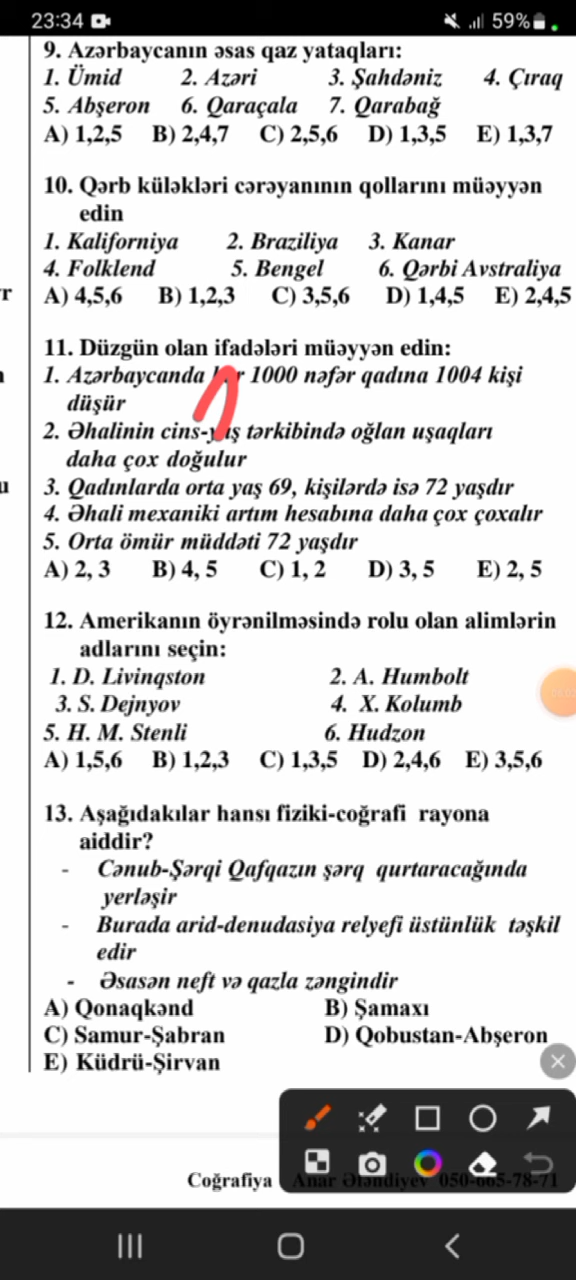 23:34 59%
9. Azərbaycanın əsas qaz yataqları:
1. Ümid 2. Azəri 3. Şahdəniz 4. Çıraq
5. Abşeron 6. Qaraçala 7. Qarabağ
A) 1,2,5 B) 2,4,7 C) 2,5,6 D) 1,3,5 E) 1,3,7
10. Qərb küləkləri cərəyanının qollarını müəyyən
edin
1. Kaliforniya 2. Braziliya 3. Kanar
4. Folklend 5. Bengel 6. Qərbi Avstraliya
A) 4,5,6 B) 1,2,3 C) 3,5,6 D) 1,4,5 E) 2,4,5
11. Düzgün olan ifadələri müəyyən edin:
1. Azərbaycanda 1000 nəfər qadına 1004 kişi
düşür
2. Əhalinin cins-yaş tərkibində oğlan uşaqları
daha çox doğulur
3. Qadınlarda orta yaş 69, kişilərdə isə 72 yaşdır
4. Əhali mexaniki artım hesabına daha çox çoxalır
5. Orta ömür müddəti 72 yaşdır
A) 2, 3 B) 4, 5 C) 1, 2 D) 3, 5 E) 2, 5
12. Amerikanın öyrənilməsində rolu olan alimlərin
adlarını seçin:
1. D. Livinqston 2. A. Humbolt
3. S. Dejnyov 4. X. Kolumb
5. H. M. Stenli 6. Hudzon
A) 1,5,6 B) 1,2,3 C) 1,3,5 D) 2,4,6 E) 3,5,6
13. Aşağıdakılar hansı fiziki-coğrafi rayona
aiddir?
- Cənub-Şərqi Qafqazın şərq qurtaracağında
yerləşir
- Burada arid-denudasiya relyefi üstünlük təşkil
edir
- Əsasən neft və qazla zəngindir
A) Qonaqkənd B) Şamaxı
C) Samur-Şabran D) Qobustan-Abşeron
E) Küdrü-Şirvan
Coğrafiya Anar Əfəndiyev 050-665-78-71